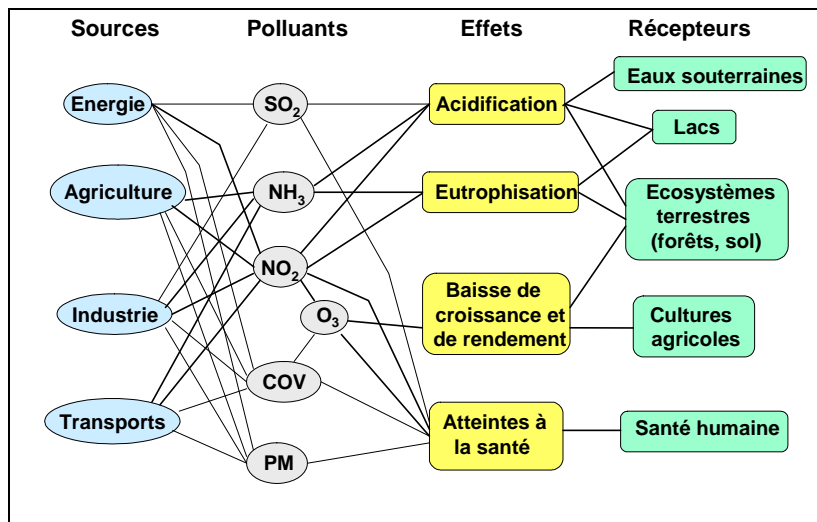 Sources
Polluants
Effets
Récepteurs
Energie
Agriculture
Industrie
Transports
SO₂
NH₃
NO₂
O₃
COV
PM
Acidification
Eutrophisation
Baisse de
croissance et
de rendement
Atteintes à
la santé
Eaux souterraines
Lacs
Ecosystèmes
terrestres
(forêts, sol)
Cultures
agricoles
Santé humaine